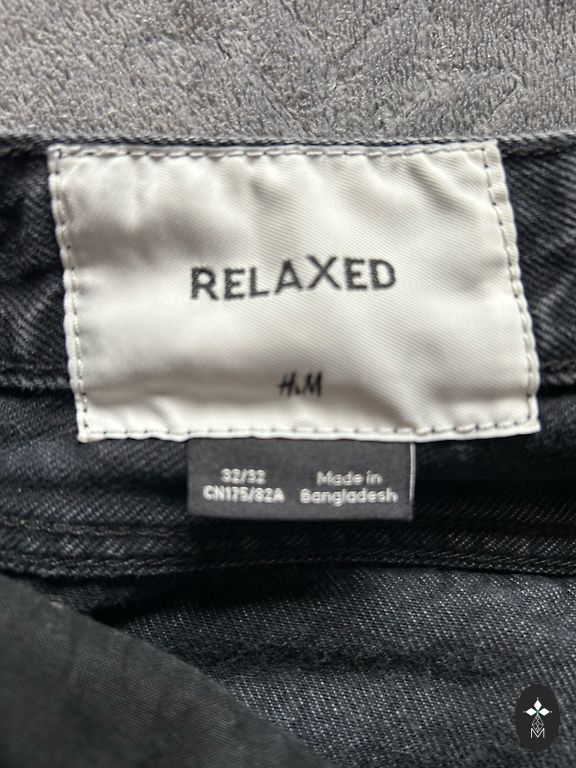 RELAXED
H&M
32/32
CN175/82A
Made in
Bangladesh